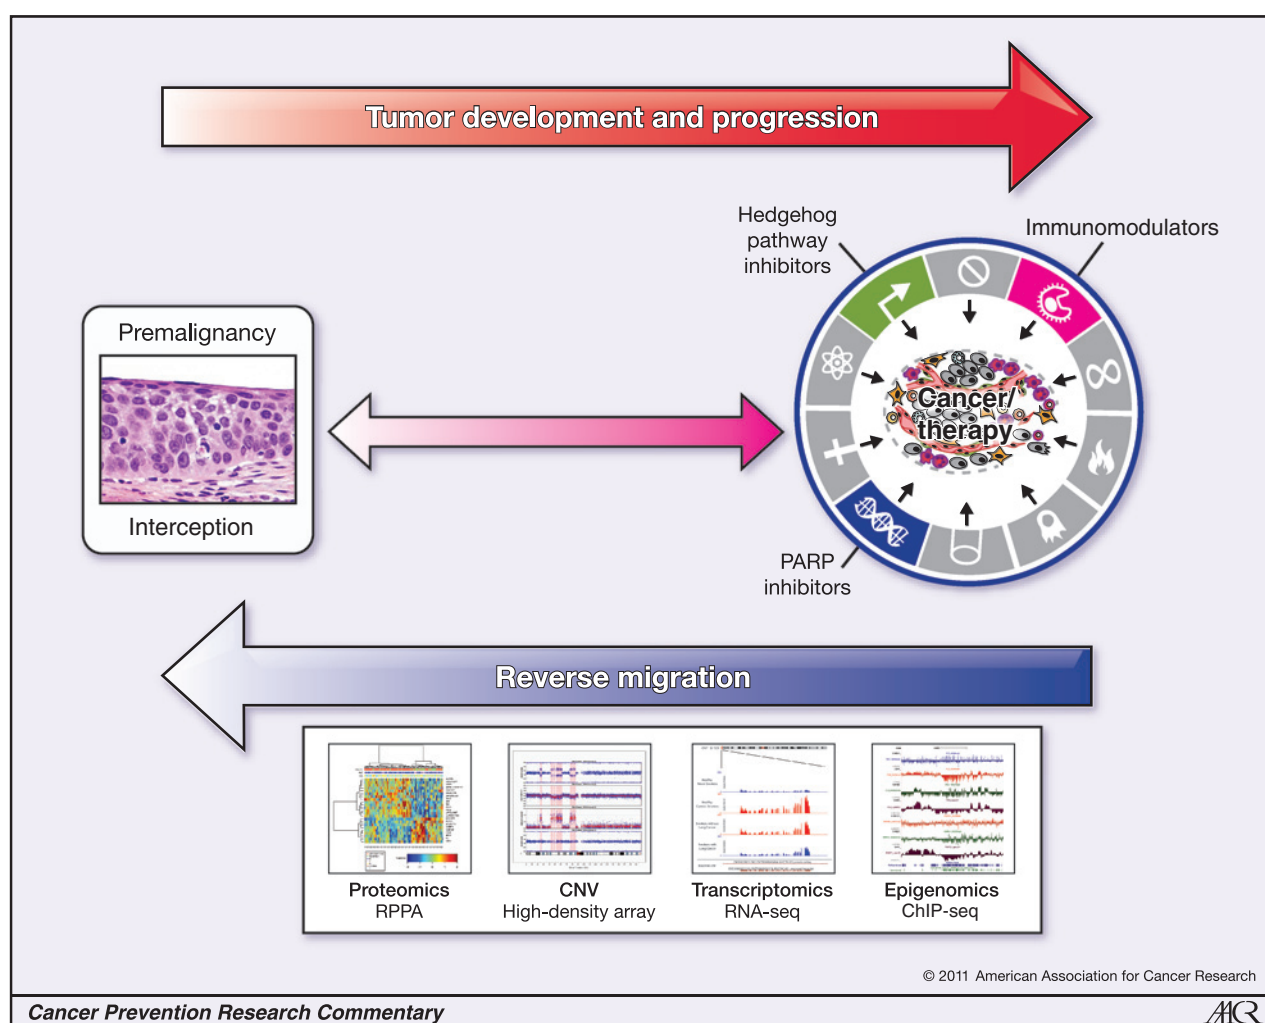 Tumor development and progression
Hedgehog
pathway
inhibitors
Immunomodulators
Premalignancy
Interception
Cancer/
therapy
PARP
inhibitors
Reverse migration
Proteomics
RPPA
CNV
High-density array
Transcriptomics
RNA-seq
Epigenomics
ChIP-seq
© 2011 American Association for Cancer Research
Cancer Prevention Research Commentary
AACR